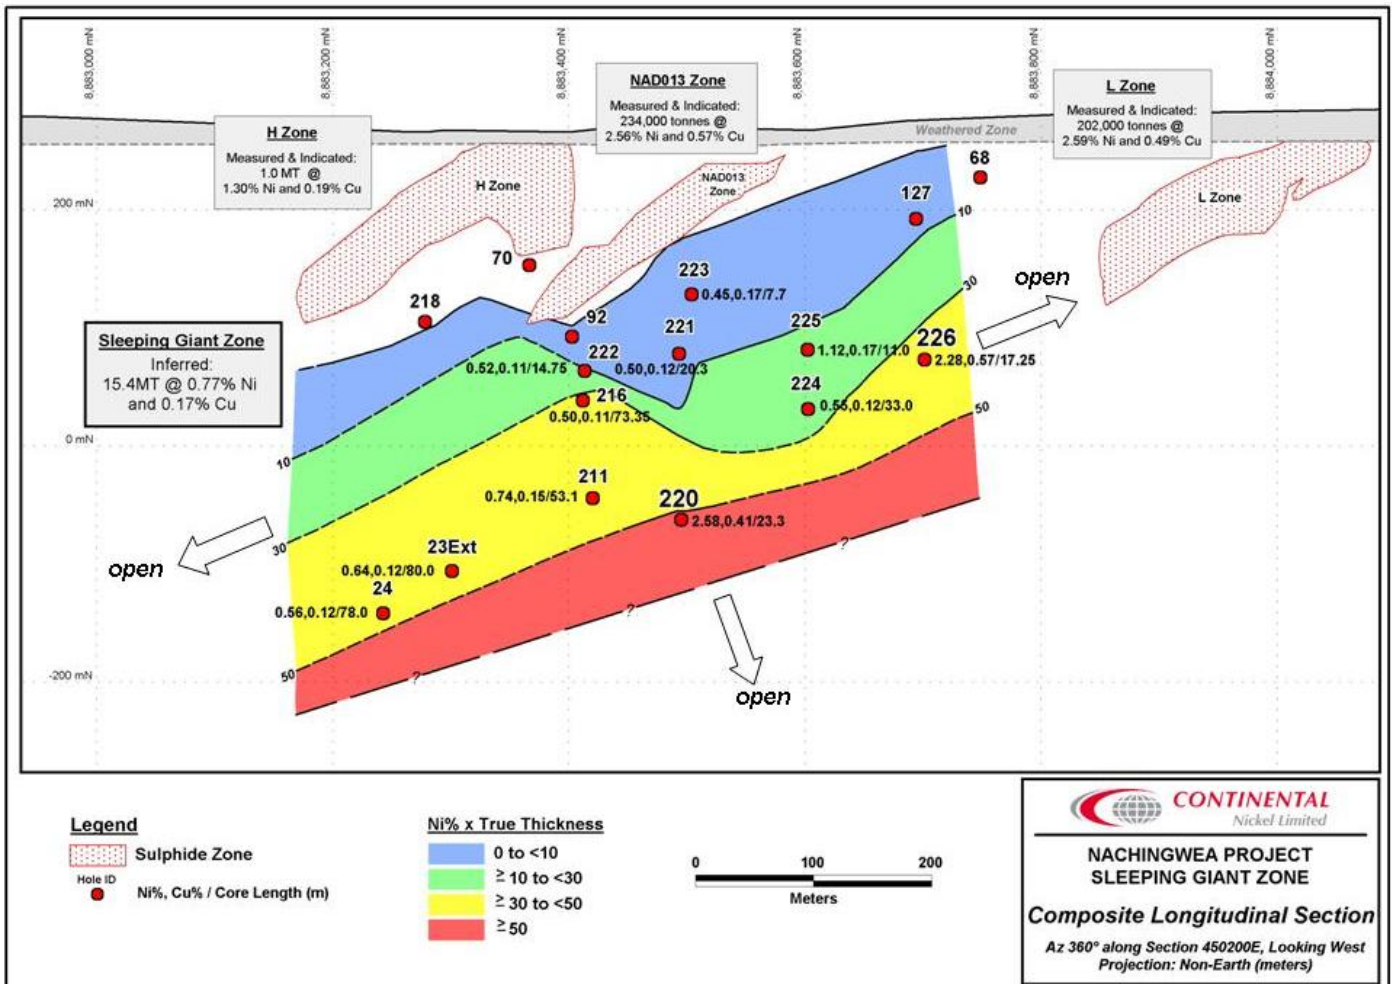 8,883,000 mN
8,883,200 mN
8,883,400 mN
8,883,600 mN
8,883,800 mN
8,884,000 mN
NAD013 Zone
Measured & Indicated:
234,000 tonnes @
2.56% Ni and 0.57% Cu
L Zone
Measured & Indicated:
202,000 tonnes @
2.59% Ni and 0.49% Cu
H Zone
Measured & Indicated:
1.0 MT @
1.30% Ni and 0.19% Cu
Weathered Zone
68
H Zone
NAD013
Zone
127
L Zone
200 mN
10
70
223
0.45,0.17/7.7
open
30
218
92
221
225
226
Sleeping Giant Zone
Inferred:
15.4MT @ 0.77% Ni
and 0.17% Cu
222
1.12,0.17/11.0
2.28,0.57/17.25
0.52,0.11/14.75
0.50,0.12/20.3
216
224
0.50,0.11/73.35
0.55,0.12/33.0
50
0 mN
10
211
0.74,0.15/53.1
220
2.58,0.41/23.3
30
?
open
23Ext
0.64,0.12/80.0
24
0.56,0.12/78.0
?
50
?
-200 mN
open
Legend
Sulphide Zone
Hole ID
Ni%, Cu% / Core Length (m)
Ni% x True Thickness
0 to <10
≥ 10 to <30
≥ 30 to <50
≥ 50
0 100 200
Meters
CONTINENTAL
Nickel Limited
NACHINGWEA PROJECT
SLEEPING GIANT ZONE
Composite Longitudinal Section
Az 360° along Section 450200E, Looking West
Projection: Non-Earth (meters)